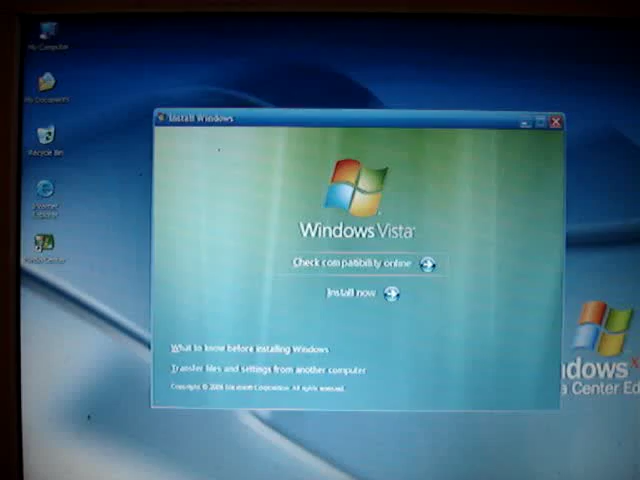 My Computer
My Documents
Recycle Bin
Internet
Explorer
Media Center
Install Windows
Windows Vista
Check compatibility online
Install now
What to know before installing Windows
Transfer files and settings from another computer
Copyright © 2006 Microsoft Corporation. All rights reserved.
dows X
a Center Ed